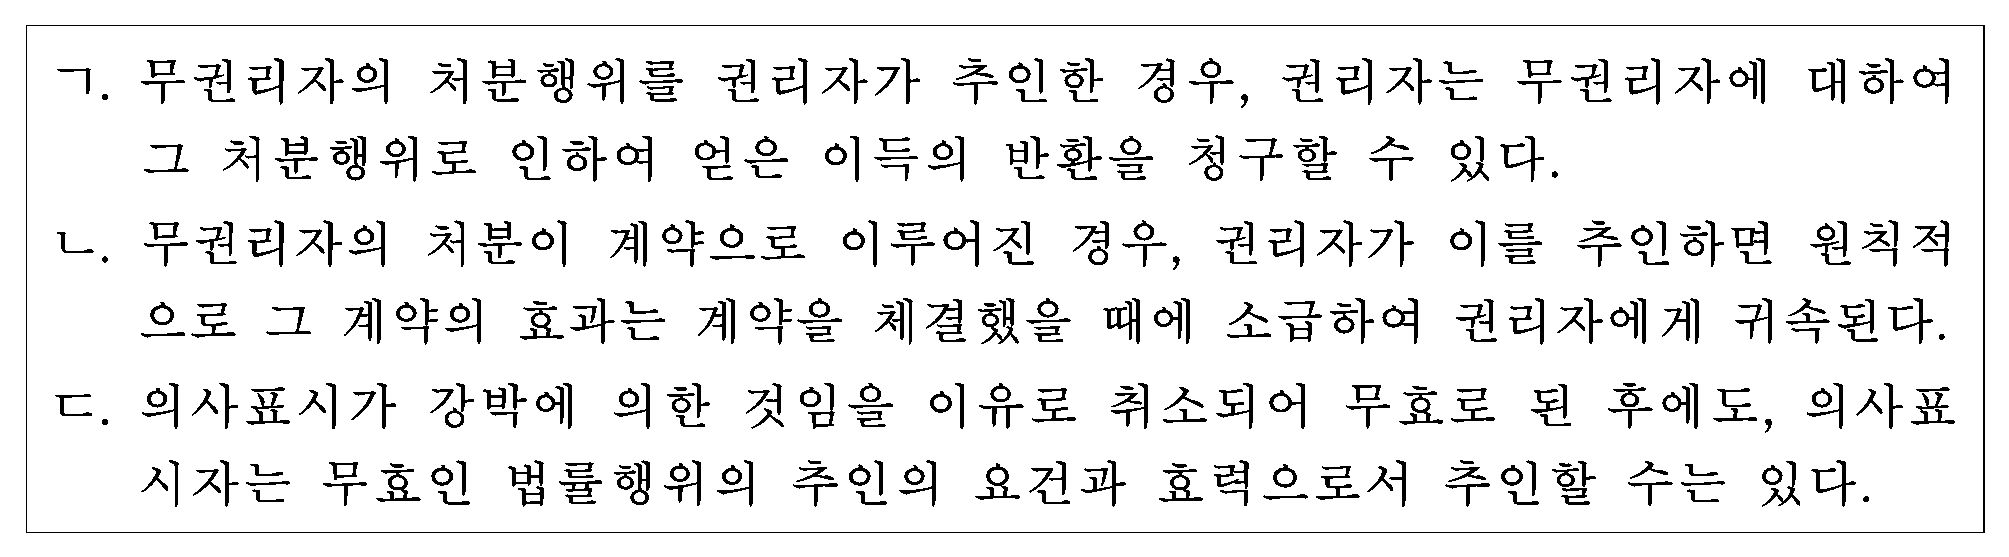 ㄱ. 무권리자의 처분행위를 권리자가 추인한 경우, 권리자는 무권리자에 대하여
그 처분행위로 인하여 얻은 이득의 반환을 청구할 수 있다.
ㄴ. 무권리자의 처분이 계약으로 이루어진 경우, 권리자가 이를 추인하면 원칙적
으로 그 계약의 효과는 계약을 체결했을 때에 소급하여 권리자에게 귀속된다.
ㄷ. 의사표시가 강박에 의한 것임을 이유로 취소되어 무효로 된 후에도, 의사표
시자는 무효인 법률행위의 추인의 요건과 효력으로서 추인할 수는 있다.